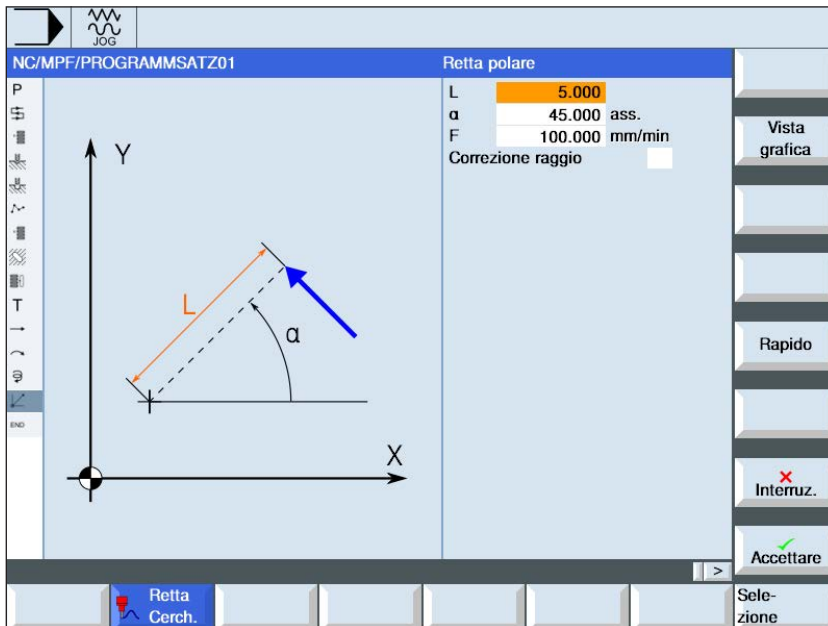 JOG
NC/MPF/PROGRAMMSATZ01
Retta polare
P
T
END
Y
L
α
X
L 5.000
α 45.000 ass.
F 100.000 mm/min
Correzione raggio
Vista
grafica
Rapido
Interruz.
Accettare
>
Retta
Cerch.
Sele-
zione